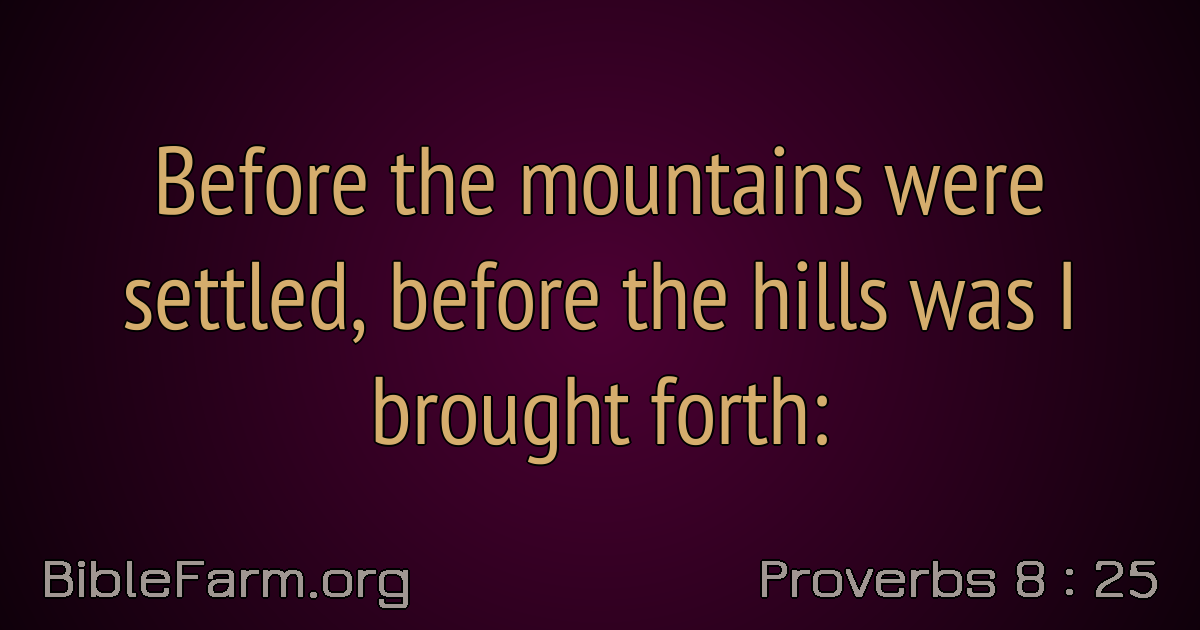 Before the mountains were
settled, before the hills was I
brought forth:
BibleFarm.org
Proverbs 8 : 25